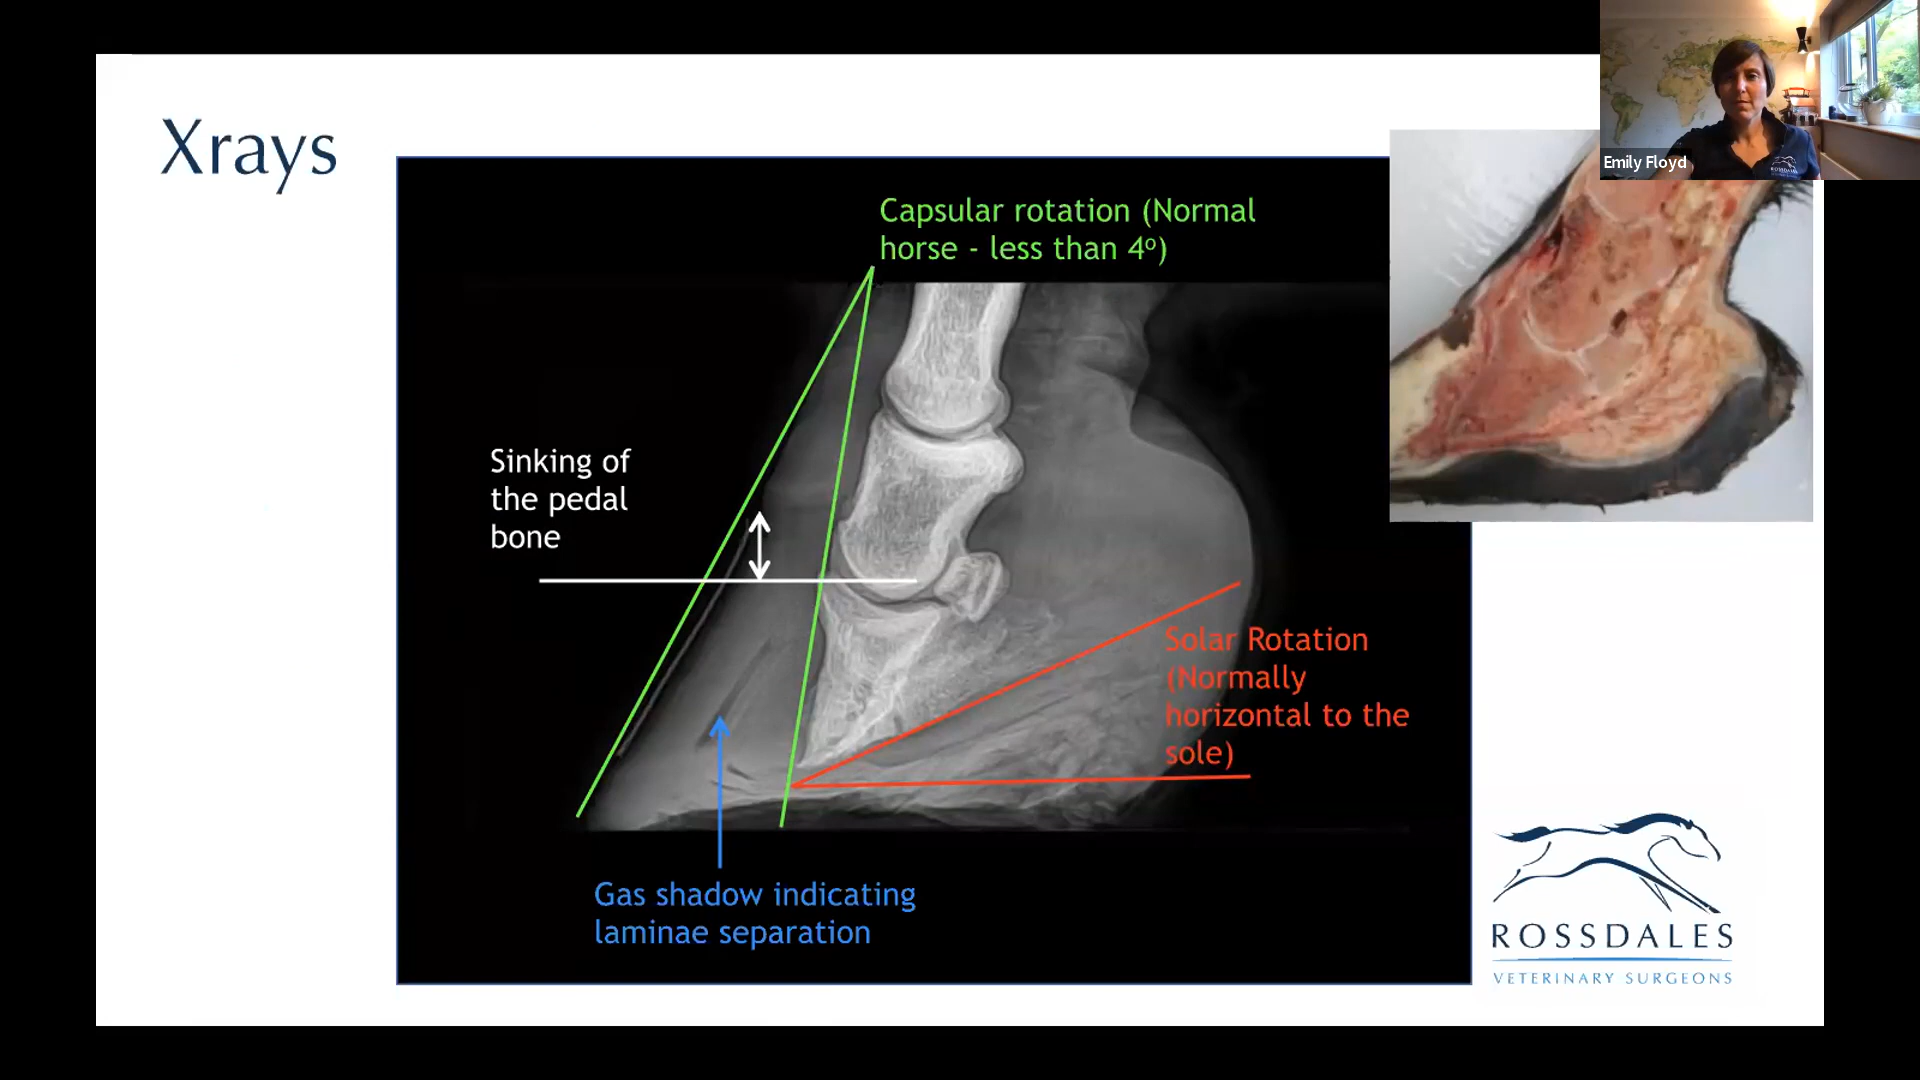 Xrays
Capsular rotation (Normal
horse - less than 4º)
Sinking of
the pedal
bone
Solar Rotation
(Normally
horizontal to the
sole)
Gas shadow indicating
laminae separation
ROSSDALES
VETERINARY SURGEONS
Emily Floyd
ROSSDALES